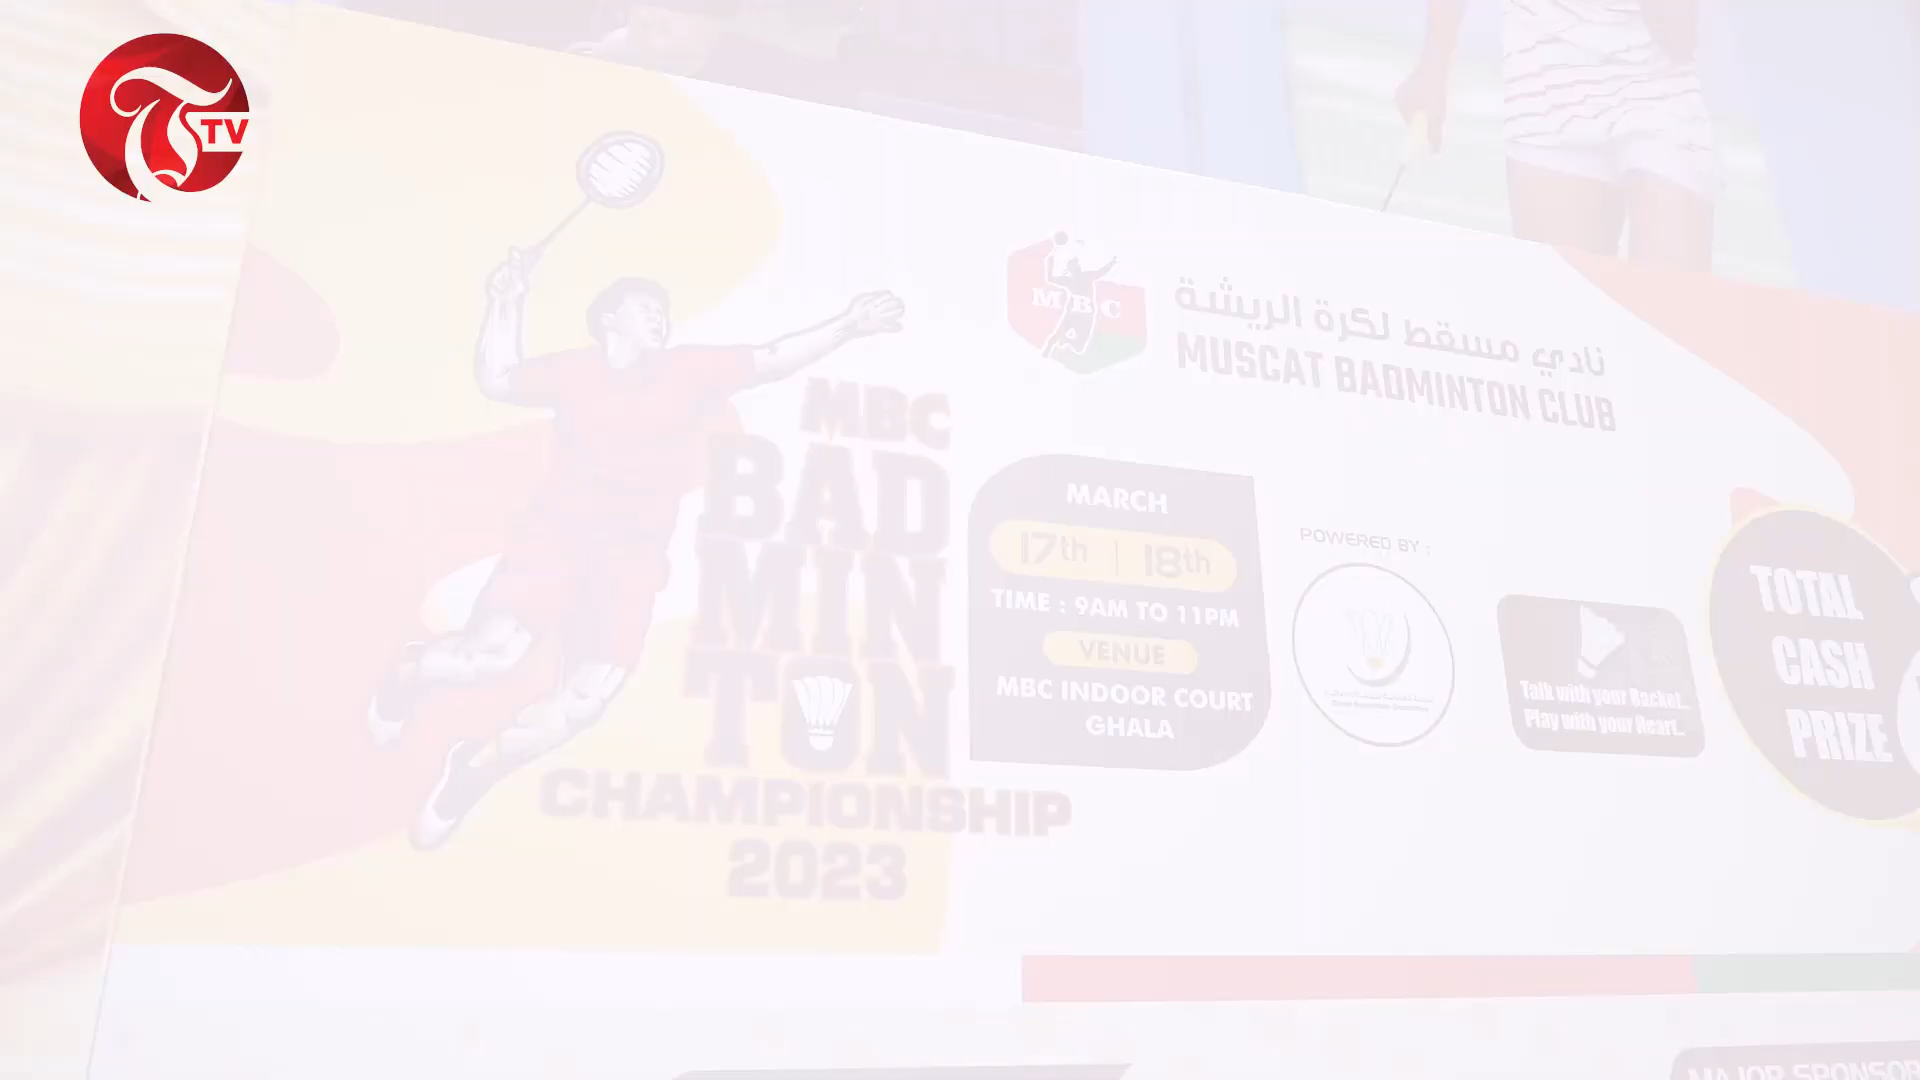 TV
MBC
نادي مسقط لكرة الريشة
MUSCAT BADMINTON CLUB
MBC
BAD
MIN
TON
CHAMPIONSHIP
2023
MARCH
17th | 18th
TIME : 9AM TO 11PM
VENUE
MBC INDOOR COURT
GHALA
POWERED BY :
Talk with your Racket..
Play with your Heart..
TOTAL
CASH
PRIZE
MAJOR SPONSOR